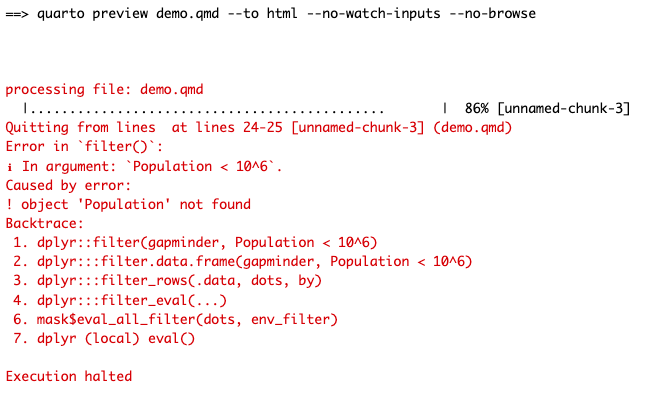 ==> quarto preview demo.qmd --to html --no-watch-inputs --no-browse
processing file: demo.qmd
  |............................................       |  86% [unnamed-chunk-3]
Quitting from lines  at lines 24-25 [unnamed-chunk-3] (demo.qmd)
Error in `filter()`:
ℹ In argument: `Population < 10^6`.
Caused by error:
! object 'Population' not found
Backtrace:
 1. dplyr::filter(gapminder, Population < 10^6)
 2. dplyr:::filter.data.frame(gapminder, Population < 10^6)
 3. dplyr:::filter_rows(.data, dots, by)
 4. dplyr:::filter_eval(...)
 6. mask$eval_all_filter(dots, env_filter)
 7. dplyr (local) eval()
Execution halted